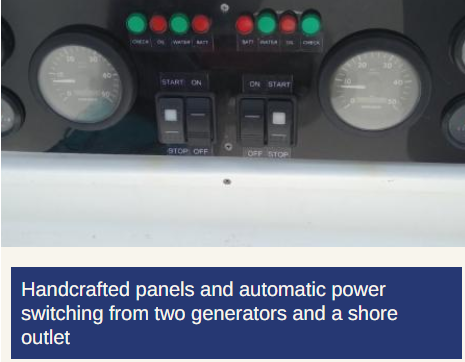 CHECK OIL WATER BATT BATT WATER OIL CHECK
START ON ON START
STOP OFF OFF STOP
Handcrafted panels and automatic power
switching from two generators and a shore
outlet